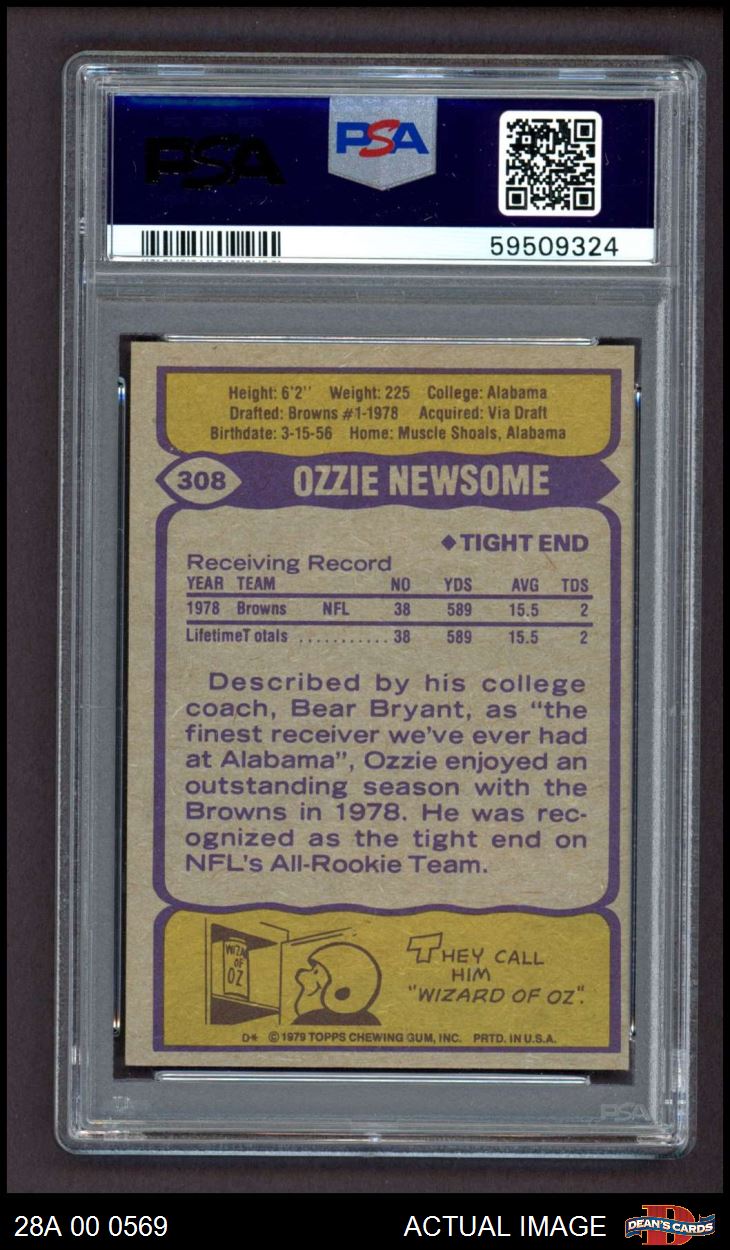 PSA
PSA
59509324
Height: 6'2'' Weight: 225 College: Alabama
Drafted: Browns #1-1978 Acquired: Via Draft
Birthdate: 3-15-56 Home: Muscle Shoals, Alabama
308 OZZIE NEWSOME
◆TIGHT END
Receiving Record
YEAR TEAM NO YDS AVG TDS
1978 Browns NFL 38 589 15.5 2
LifetimeT otals ........... 38 589 15.5 2
Described by his college
coach, Bear Bryant, as "the
finest receiver we've ever had
at Alabama", Ozzie enjoyed an
outstanding season with the
Browns in 1978. He was rec-
ognized as the tight end on
NFL's All-Rookie Team.
WIZA
OF
OZ
THEY CALL
HIM
"WIZARD OF OZ".
D* © 1979 TOPPS CHEWING GUM, INC. PRTD. IN U.S.A.
PSA
28A 00 0569 ACTUAL IMAGE DEAN'S CARDS